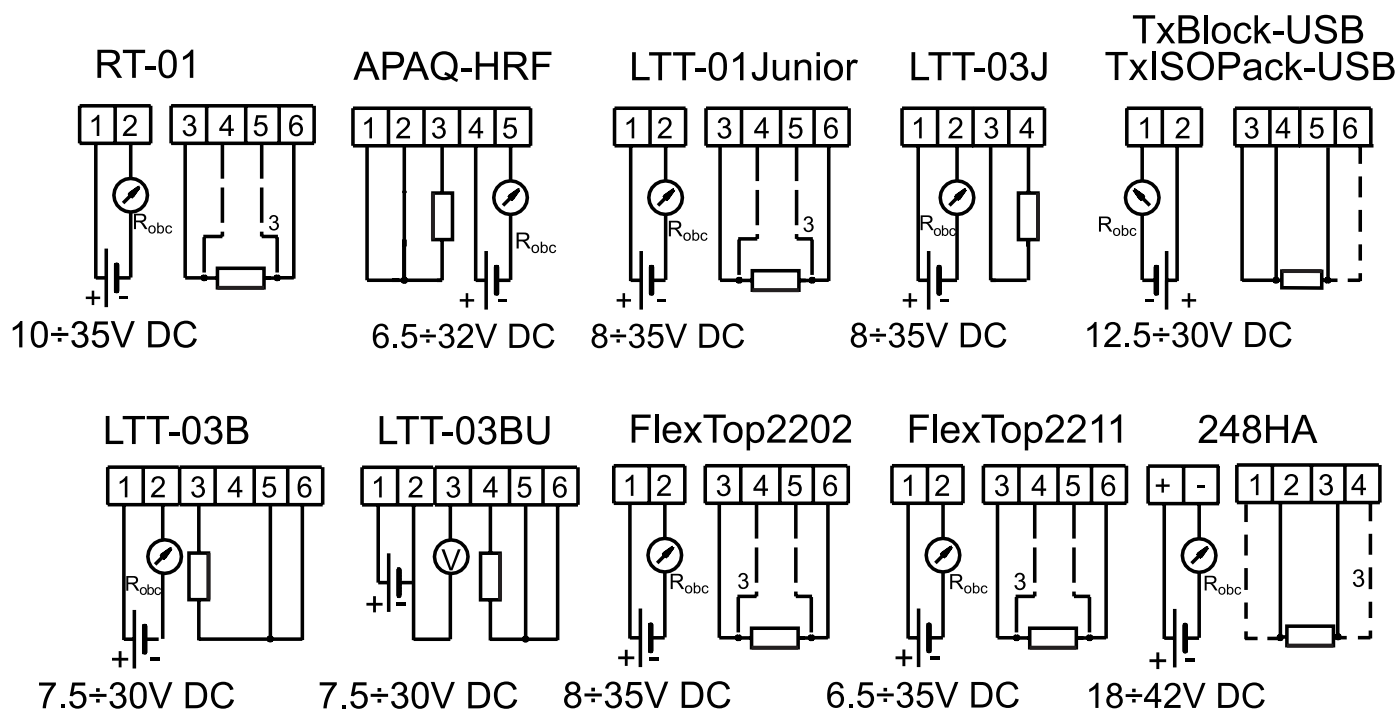 TxBlock-USB
RT-01 APAQ-HRF LTT-01Junior LTT-03J TxISOPack-USB
1 2 3 4 5 6 1 2 3 4 5 1 2 3 4 5 6 1 2 3 4 1 2 3 4 5 6
Robc 3 Robc Robc 3 Robc Robc
+ - + - + - + - - +
10÷35V DC 6.5÷32V DC 8÷35V DC 8÷35V DC 12.5÷30V DC
LTT-03B LTT-03BU FlexTop2202 FlexTop2211 248HA
1 2 3 4 5 6 1 2 3 4 5 6 1 2 3 4 5 6 1 2 3 4 5 6 + - 1 2 3 4
V
Robc Robc 3 Robc 3 Robc 3
+ - + - + - + - + -
7.5÷30V DC 7.5÷30V DC 8÷35V DC 6.5÷35V DC 18÷42V DC